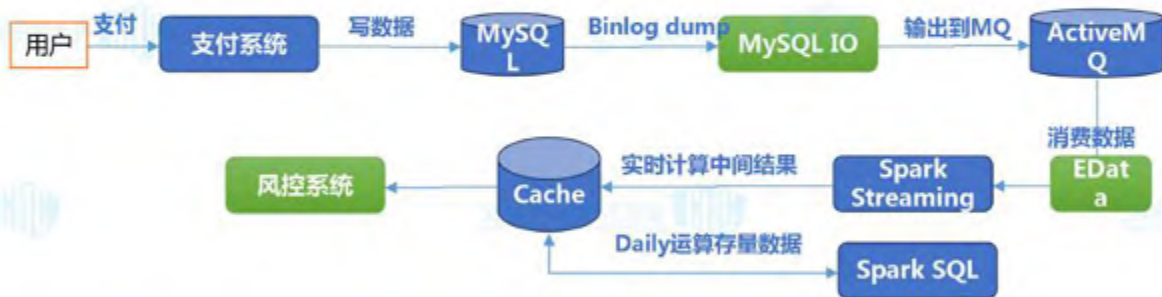 用户
支付
支付系统
写数据
MySQ
L
Binlog dump
MySQL IO
输出到MQ
ActiveM
Q
消费数据
EDat
a
Spark
Streaming
实时计算中间结果
Cache
风控系统
Daily运算存量数据
Spark SQL